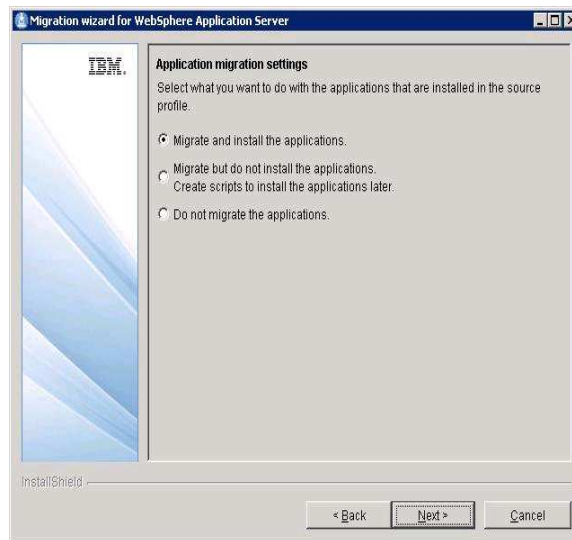 Migration wizard for WebSphere Application Server
IBM.
Application migration settings
Select what you want to do with the applications that are installed in the source
profile.
Migrate and install the applications.
Migrate but do not install the applications.
Create scripts to install the applications later.
Do not migrate the applications.
InstallShield
< Back
Next >
Cancel